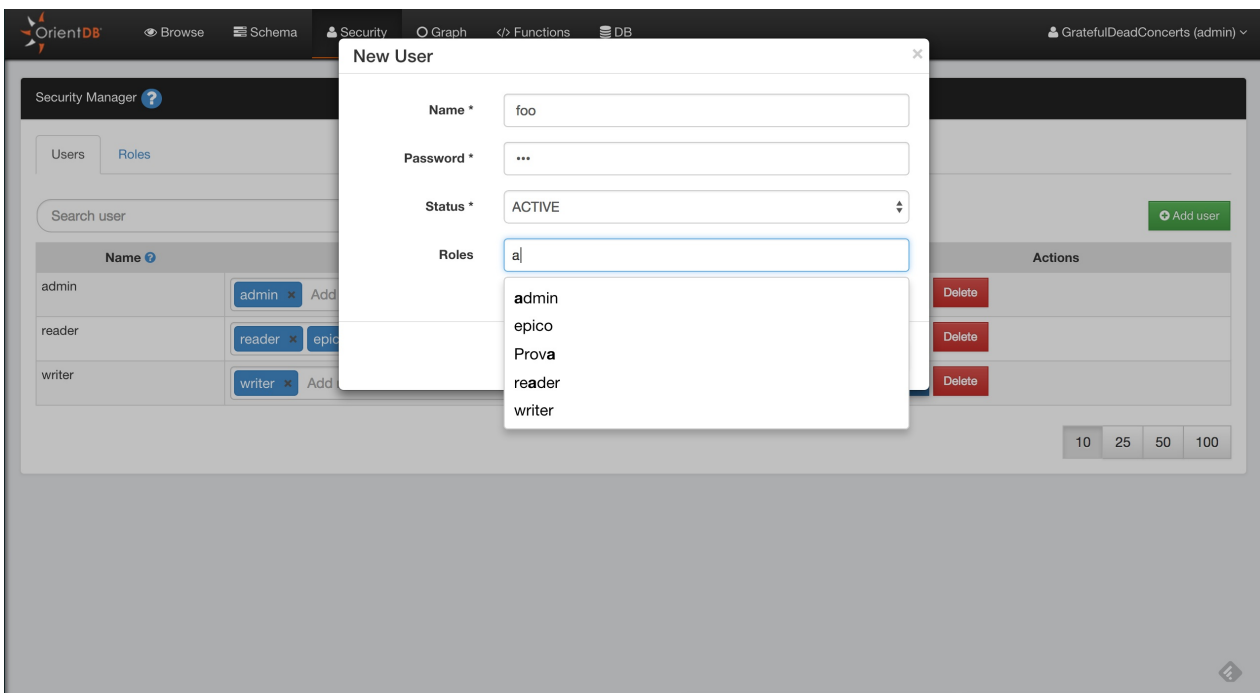 OrientDB Browse Schema Security Graph </> Functions DB GratefulDeadConcerts (admin)
New User ×
Security Manager ?
Name * foo
Users Roles
Password * •••
Status * ACTIVE
Search user
Add user
Roles a
Name ? Actions
admin admin × Add Delete
admin
epico
reader reader × epic Delete
Prova
writer writer × Add Delete
reader
writer
10 25 50 100